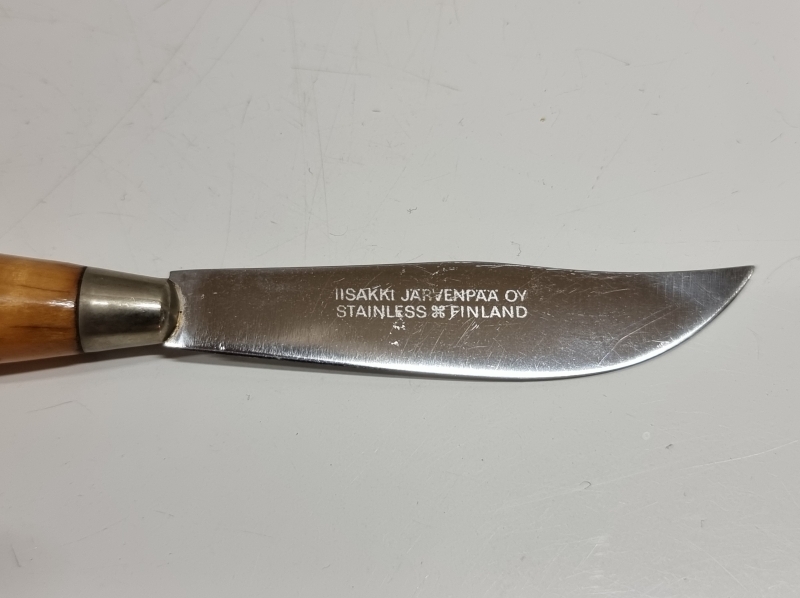 IISAKKI JÄRVENPÄÄ OY
STAINLESS ⌘ FINLAND